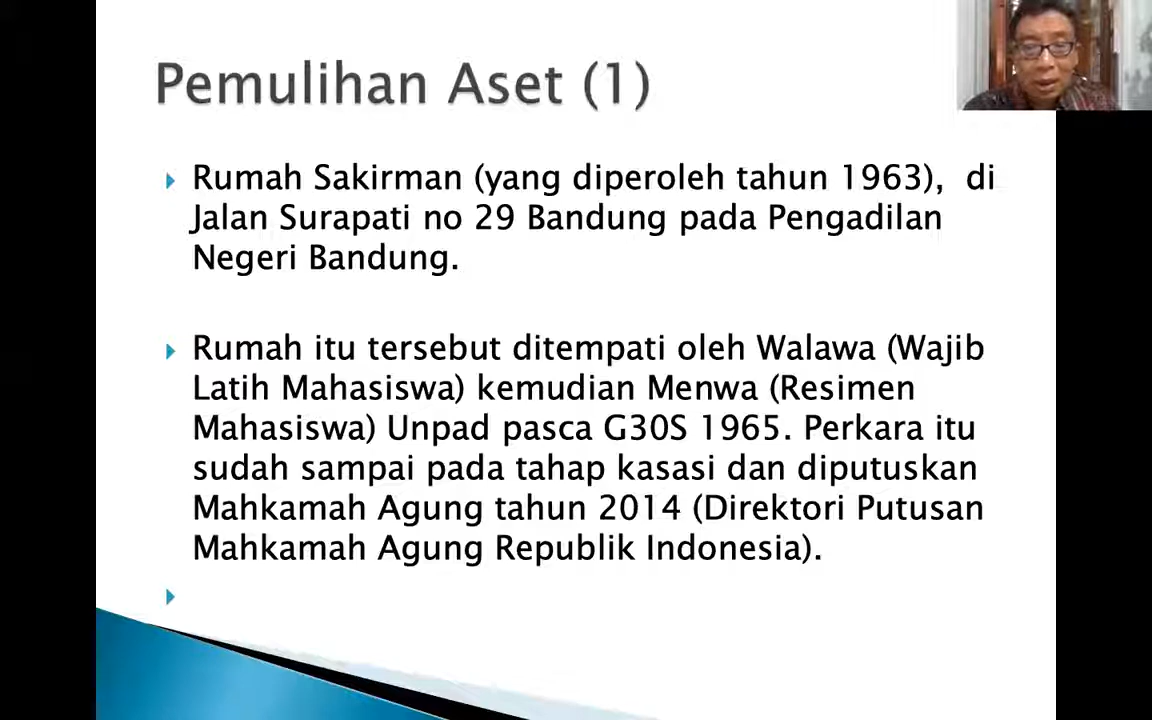 Pemulihan Aset (1)
Rumah Sakirman (yang diperoleh tahun 1963), di
Jalan Surapati no 29 Bandung pada Pengadilan
Negeri Bandung.
Rumah itu tersebut ditempati oleh Walawa (Wajib
Latih Mahasiswa) kemudian Menwa (Resimen
Mahasiswa) Unpad pasca G30S 1965. Perkara itu
sudah sampai pada tahap kasasi dan diputuskan
Mahkamah Agung tahun 2014 (Direktori Putusan
Mahkamah Agung Republik Indonesia).